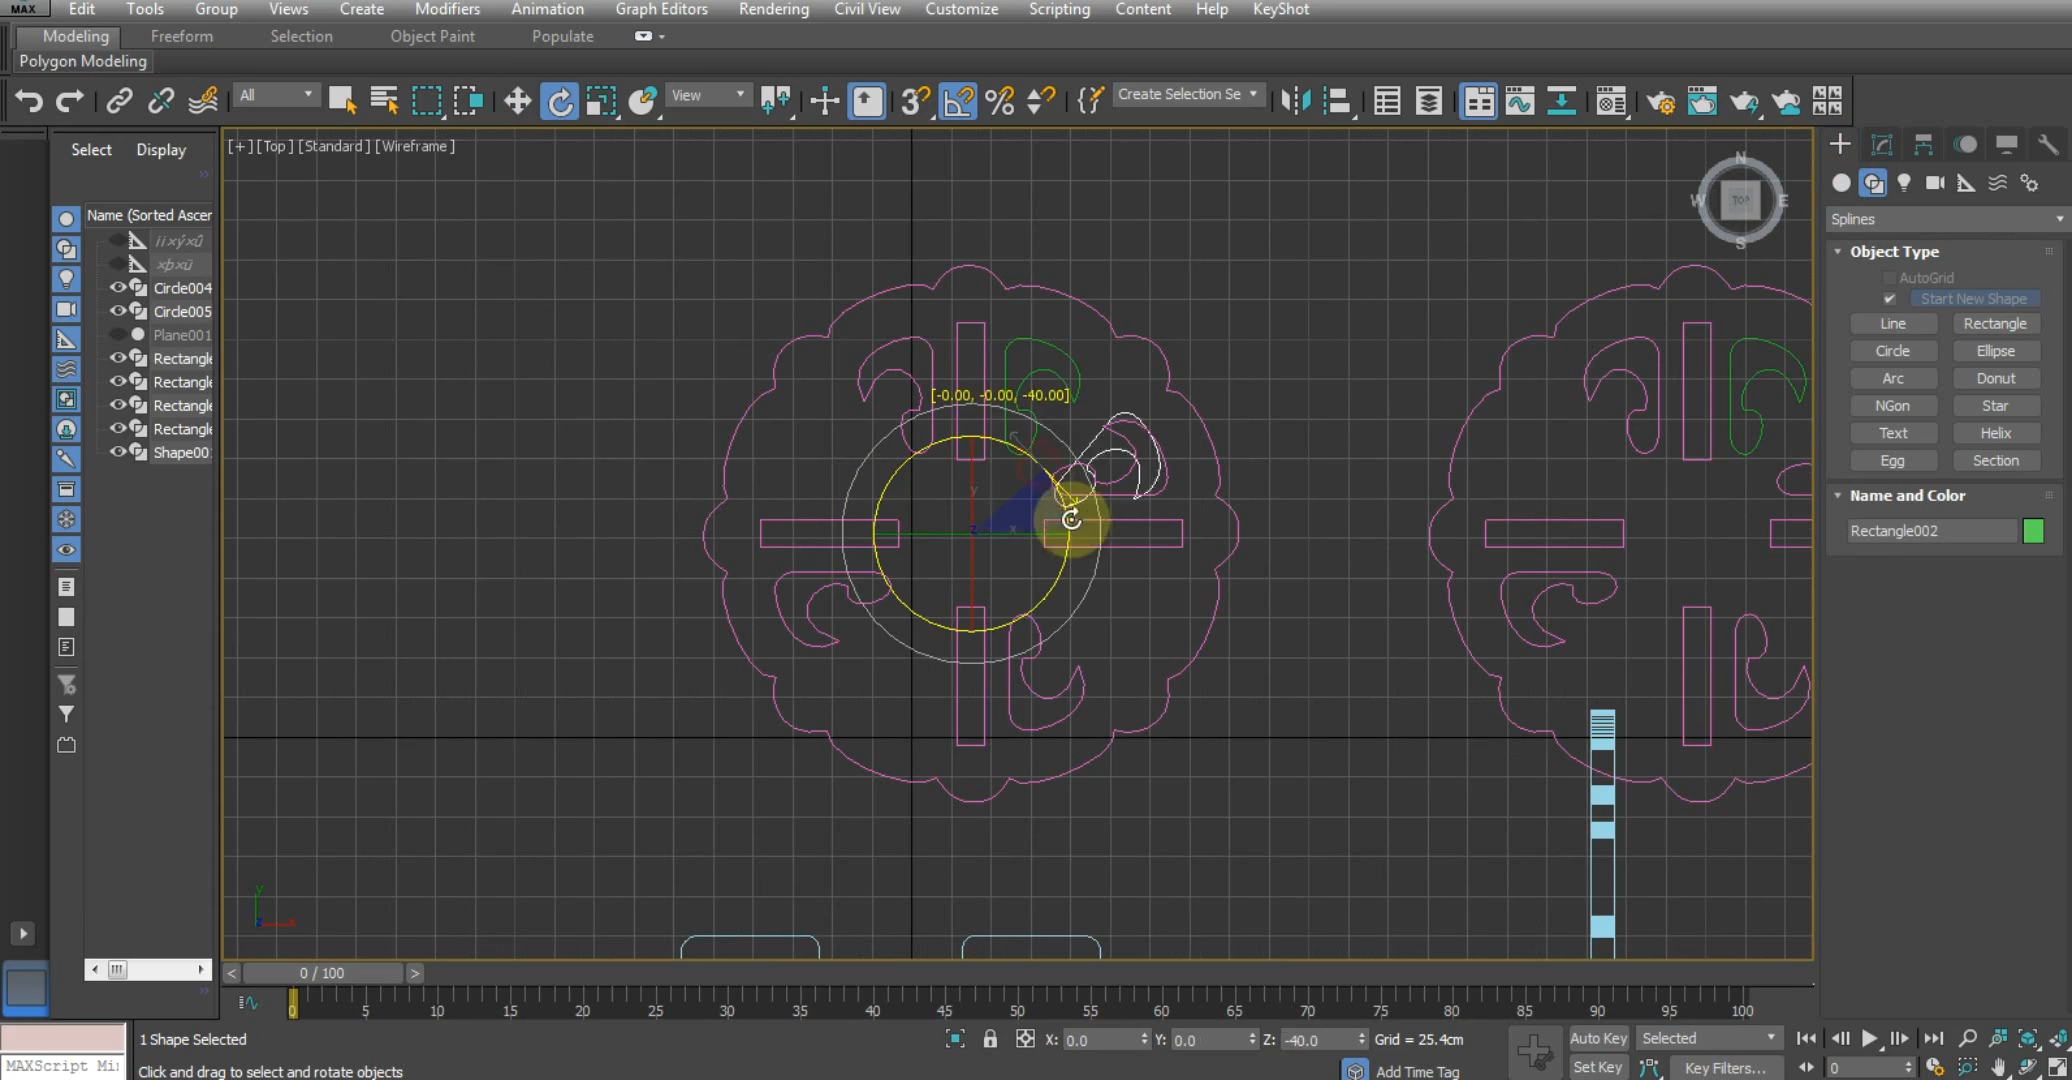 MAX Edit Tools Group Views Create Modifiers Animation Graph Editors Rendering Civil View Customize Scripting Content Help KeyShot
Modeling Freeform Selection Object Paint Populate
Polygon Modeling
All View Create Selection Se
Select Display
[+] [Top ] [Standard ] [Wireframe ]
Name (Sorted Ascer
Circle004
Circle005
Plane001
Rectangle
Rectangle
Rectangle
Rectangle
Shape00
[-0.00, -0.00, -40.00]
y
x
z
N
W TOP E
S
Splines
Object Type
AutoGrid
Start New Shape
Line Rectangle
Circle Ellipse
Arc Donut
NGon Star
Text Helix
Egg Section
Name and Color
Rectangle002
y
z x
< 0 / 100 >
0 5 10 15 20 25 30 35 40 45 50 55 60 65 70 75 80 85 90 95 100
1 Shape Selected X: 0.0 Y: 0.0 Z: -40.0 Grid = 25.4cm Auto Key Selected
MAXScript Mi Click and drag to select and rotate objects Add Time Tag Set Key Key Filters... 0